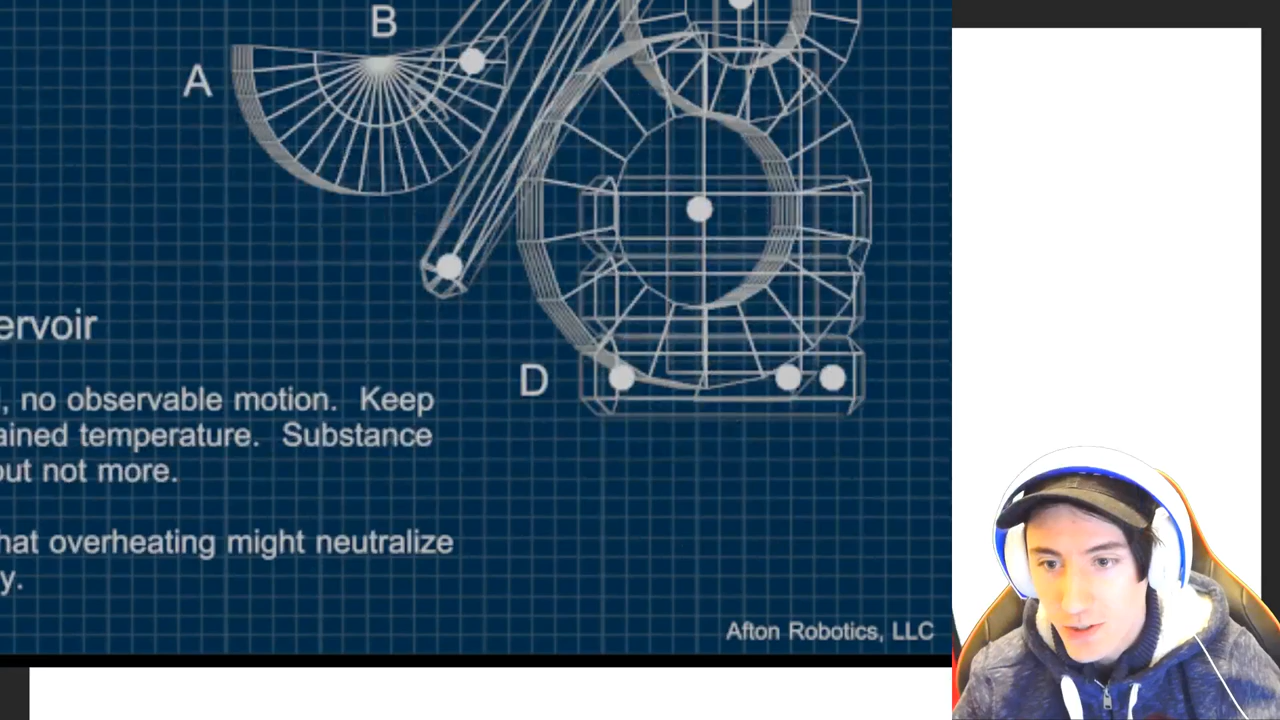 B
A
ervoir
D
, no observable motion. Keep
ained temperature. Substance
out not more.
hat overheating might neutralize
y.
Afton Robotics, LLC